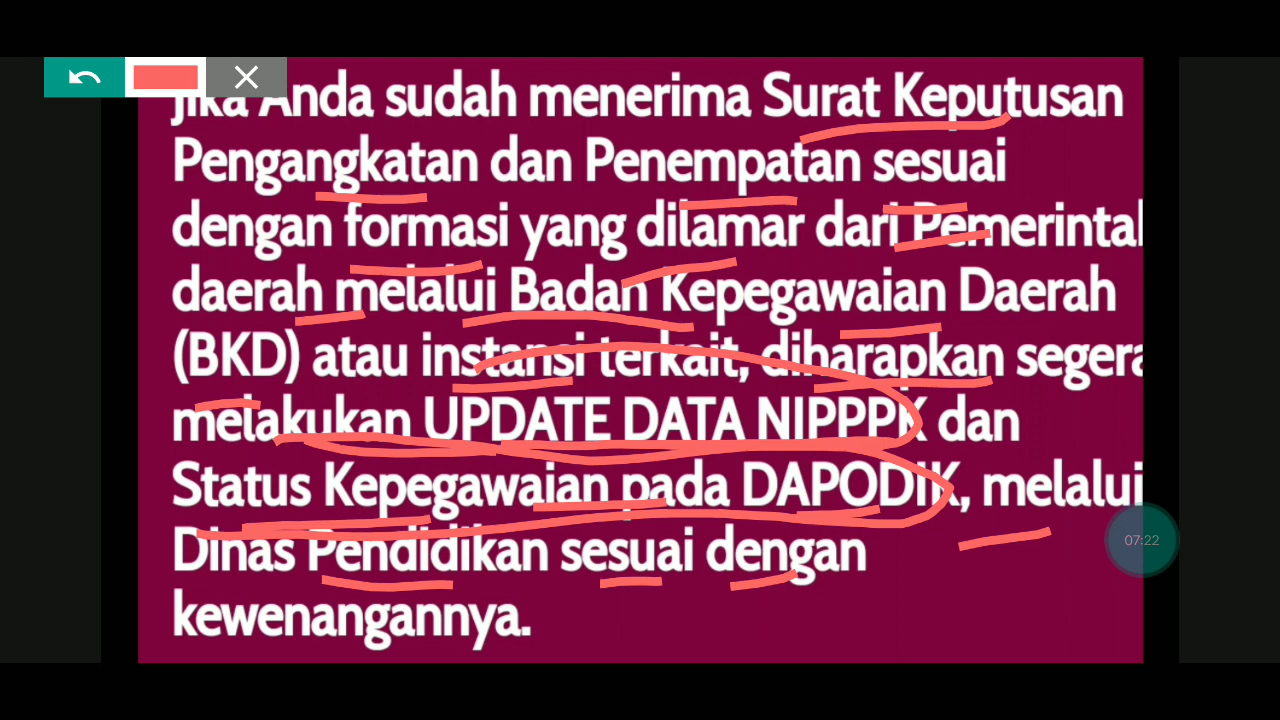 Jika Anda sudah menerima Surat Keputusan
Pengangkatan dan Penempatan sesuai
dengan formasi yang dilamar dari Pemerintah
daerah melalui Badan Kepegawaian Daerah
(BKD) atau instansi terkait, diharapkan segera
melakukan UPDATE DATA NIPPPK dan
Status Kepegawaian pada DAPODIK, melalui
Dinas Pendidikan sesuai dengan
kewenangannya.
07:22